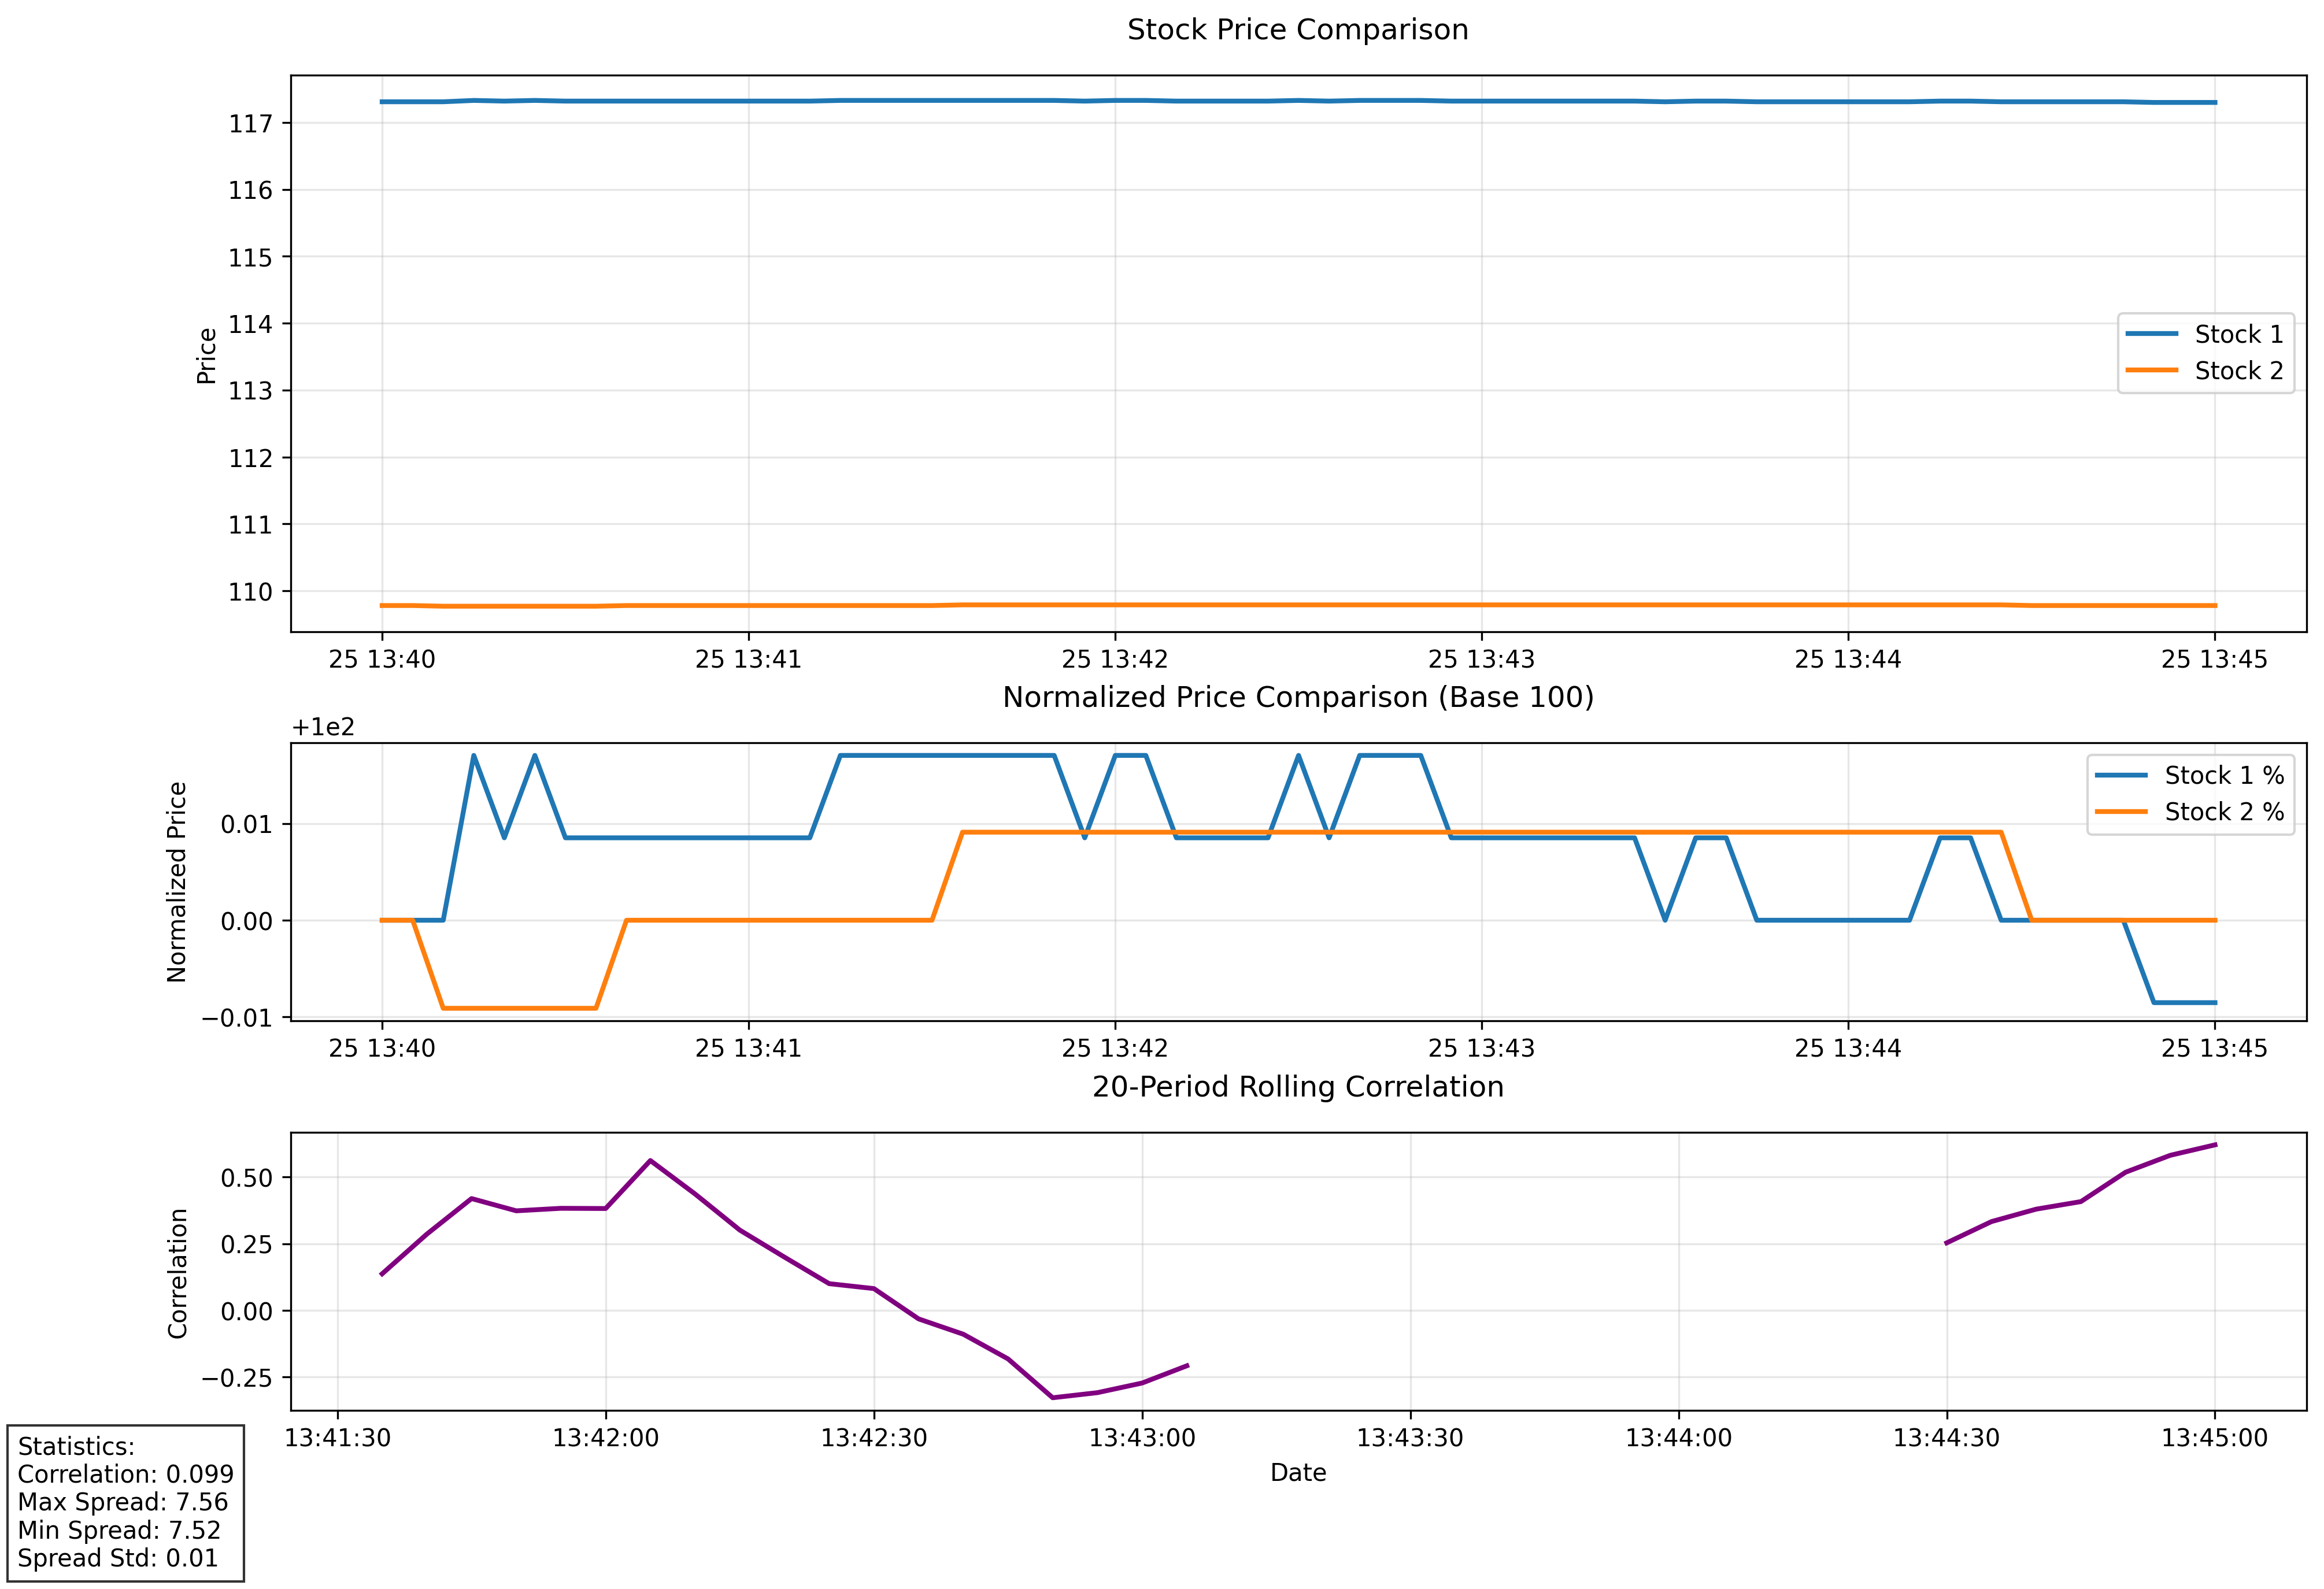 Stock Price Comparison
117
116
115
114
113
112
111
110
Price
Stock 1
Stock 2
25 13:40 25 13:41 25 13:42 25 13:43 25 13:44 25 13:45
Normalized Price Comparison (Base 100)
+1e2
0.01
0.00
−0.01
Normalized Price
Stock 1 %
Stock 2 %
25 13:40 25 13:41 25 13:42 25 13:43 25 13:44 25 13:45
20-Period Rolling Correlation
0.50
0.25
0.00
−0.25
Correlation
13:41:30 13:42:00 13:42:30 13:43:00 13:43:30 13:44:00 13:44:30 13:45:00
Date
Statistics:
Correlation: 0.099
Max Spread: 7.56
Min Spread: 7.52
Spread Std: 0.01